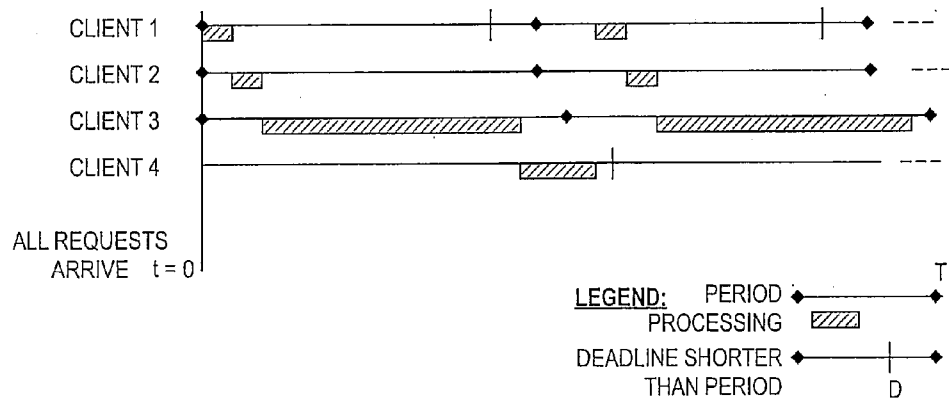 CLIENT 1
CLIENT 2
CLIENT 3
CLIENT 4
ALL REQUESTS
ARRIVE t = 0
T
LEGEND: PERIOD
PROCESSING
DEADLINE SHORTER
THAN PERIOD D